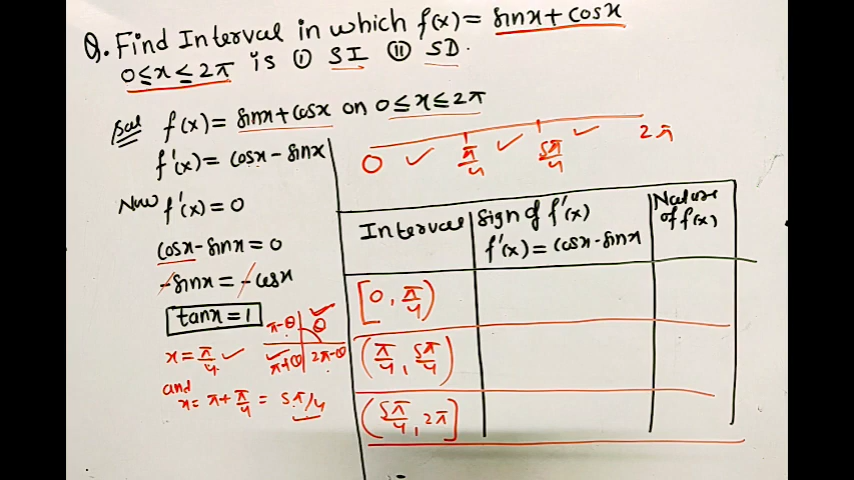 Q. Find Interval in which f(x) = sinx + cosx
0≤x≤2π is ① SI ② SD.
Sol f(x) = sinx + cosx on 0≤x≤2π
f'(x) = cosx - sinx
Now f'(x) = 0
cosx - sinx = 0
-sinx = -cosx
tanx = 1
x = π/4
and
x = π + π/4 = 5π/4
π-θ θ
π+θ 2π-θ
0 π/4 5π/4 2π
Interval Sign of f'(x) Nature
f'(x) = cosx - sinx of f(x)
[0, π/4)
(π/4, 5π/4)
(5π/4, 2π]